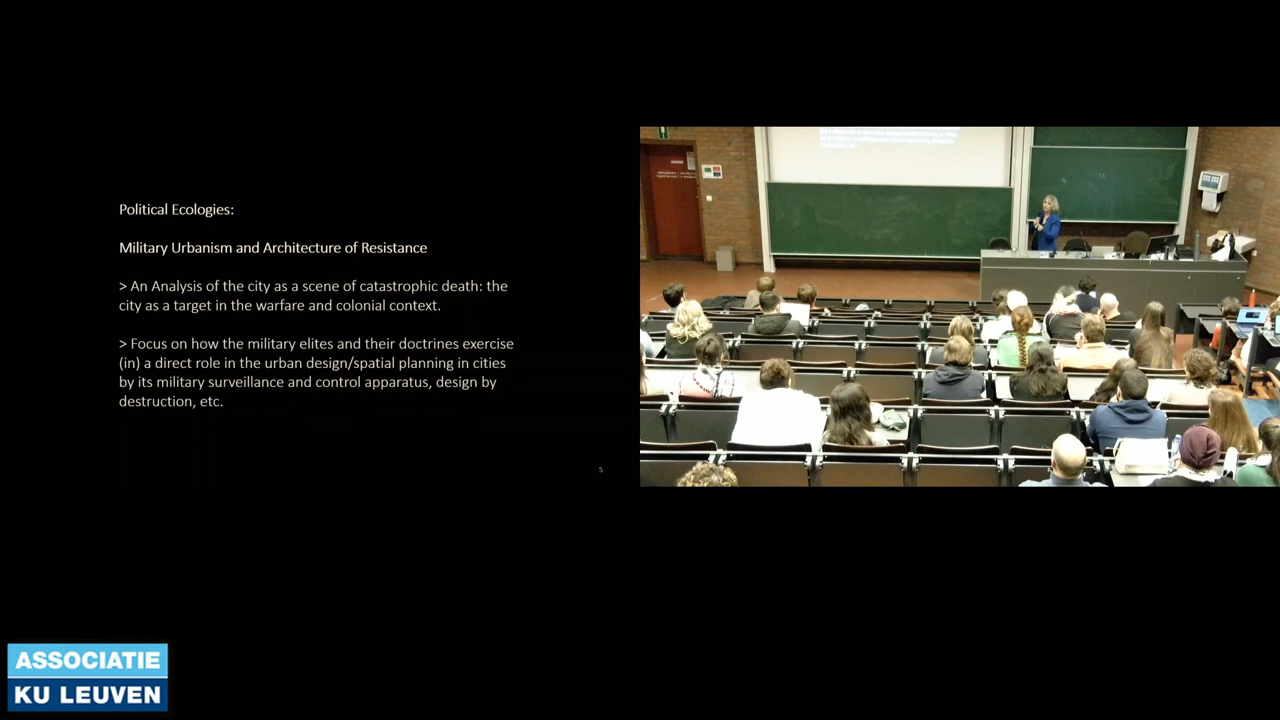 Political Ecologies:
Military Urbanism and Architecture of Resistance
> An Analysis of the city as a scene of catastrophic death: the
city as a target in the warfare and colonial context.
> Focus on how the military elites and their doctrines exercise
(in) a direct role in the urban design/spatial planning in cities
by its military surveillance and control apparatus, design by
destruction, etc.
5
ASSOCIATIE
KU LEUVEN